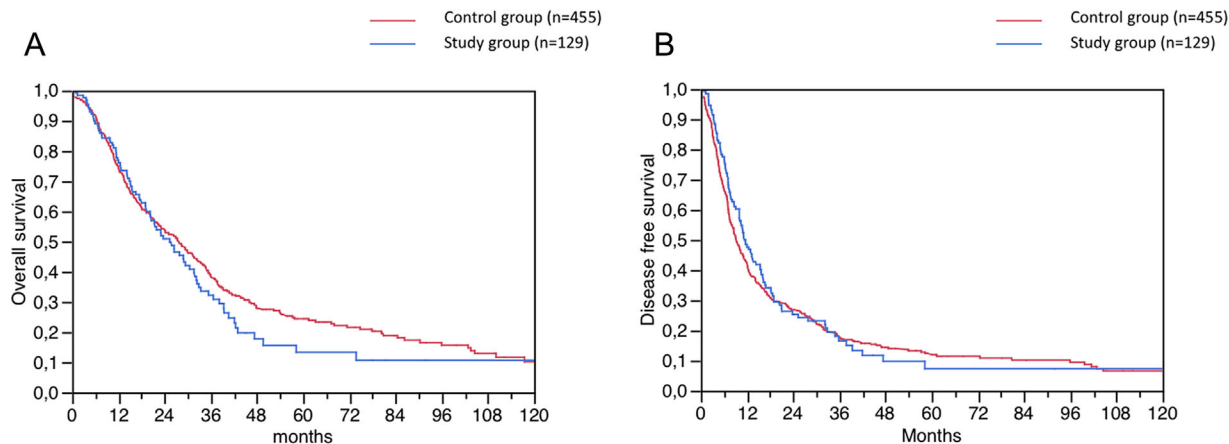 Control group (n=455)
Study group (n=129)
A
Overall survival
1,0
0,9
0,8
0,7
0,6
0,5
0,4
0,3
0,2
0,1
0,0
0 12 24 36 48 60 72 84 96 108 120
months
Control group (n=455)
Study group (n=129)
B
Disease free survival
1,0
0,9
0,8
0,7
0,6
0,5
0,4
0,3
0,2
0,1
0,0
0 12 24 36 48 60 72 84 96 108 120
Months